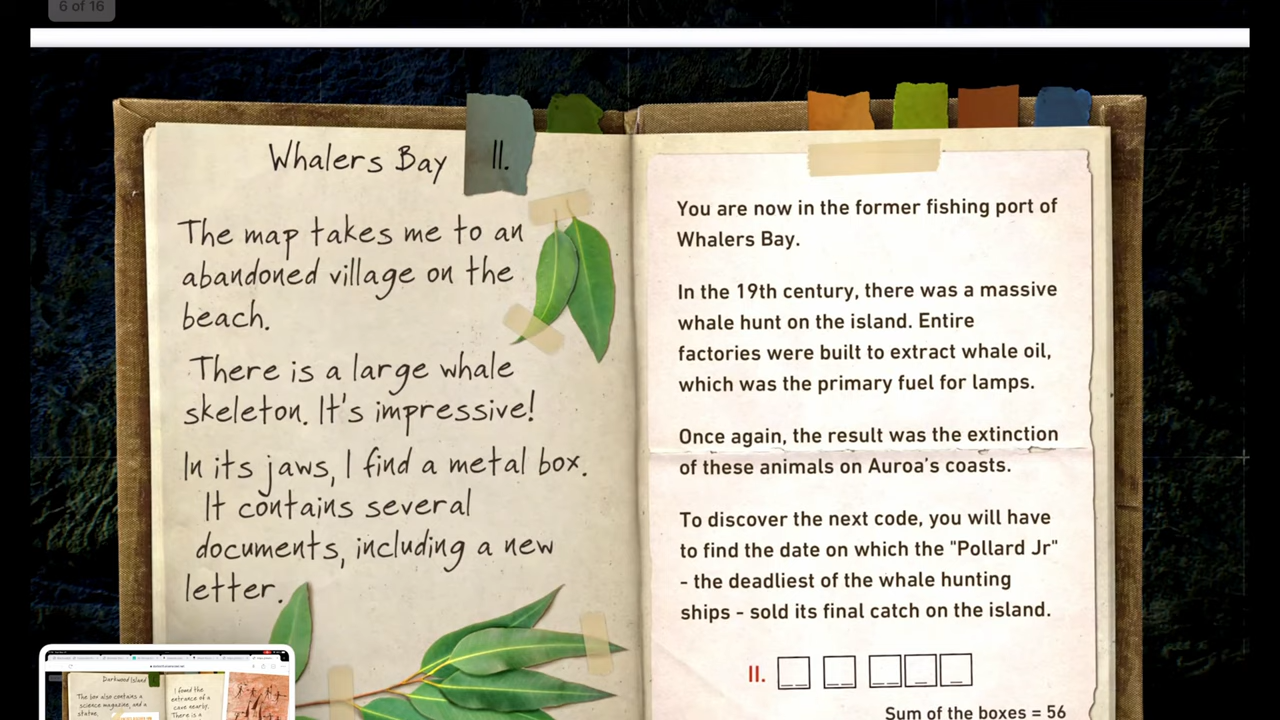 6 of 16
Whalers Bay
II.
The map takes me to an
abandoned village on the
beach.
There is a large whale
skeleton. It's impressive!
In its jaws, I find a metal box.
It contains several
documents, including a new
letter.
You are now in the former fishing port of
Whalers Bay.
In the 19th century, there was a massive
whale hunt on the island. Entire
factories were built to extract whale oil,
which was the primary fuel for lamps.
Once again, the result was the extinction
of these animals on Auroa's coasts.
To discover the next code, you will have
to find the date on which the "Pollard Jr"
- the deadliest of the whale hunting
ships - sold its final catch on the island.
II.
Sum of the boxes = 56
Darkwood Island
The box also contains a
science magazine, and a
statue.
I found the
entrance of a
cave nearby.
There is a